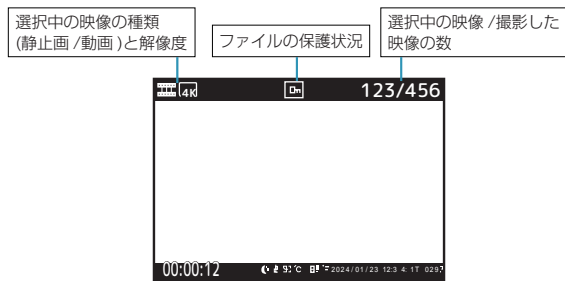 選択中の映像の種類
(静止画/動画)と解像度
ファイルの保護状況
選択中の映像/撮影した
映像の数
4K
123/456
00:00:12
2024/01/23